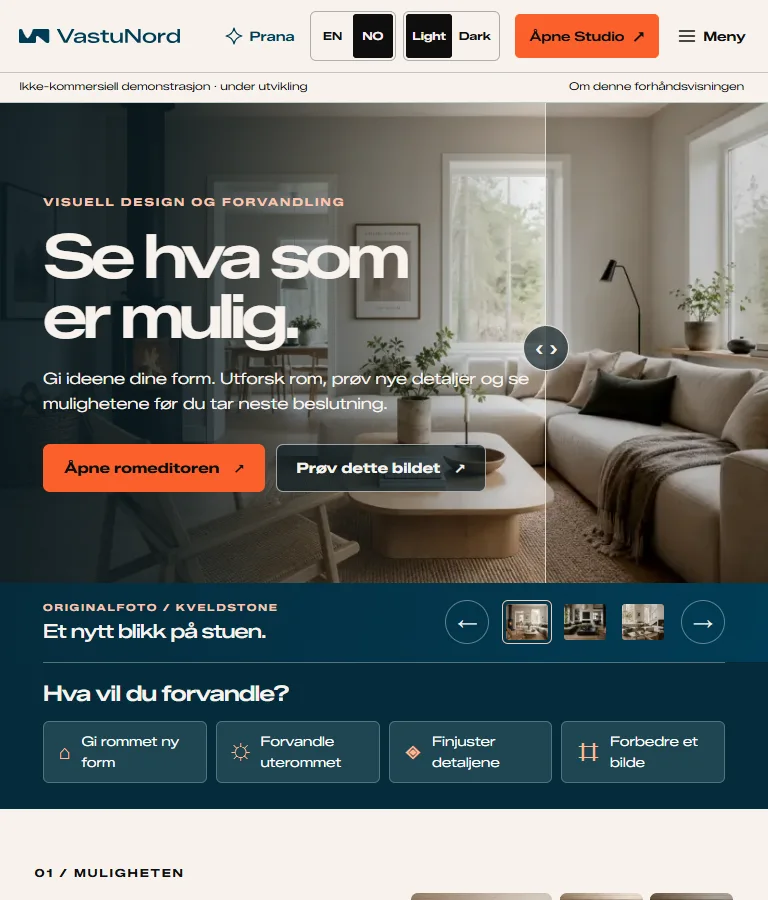 VastuNord
Prana
EN NO
Light Dark
Åpne Studio ↗
Meny
Ikke-kommersiell demonstrasjon · under utvikling
Om denne forhåndsvisningen
VISUELL DESIGN OG FORVANDLING
Se hva som
er mulig.
Gi ideene dine form. Utforsk rom, prøv nye detaljer og se
mulighetene før du tar neste beslutning.
Åpne romeditoren ↗
Prøv dette bildet ↗
ORIGINALFOTO / KVELDSTONE
Et nytt blikk på stuen.
Hva vil du forvandle?
Gi rommet ny
form
Forvandle
uterommet
Finjuster
detaljene
Forbedre et
bilde
01 / MULIGHETEN